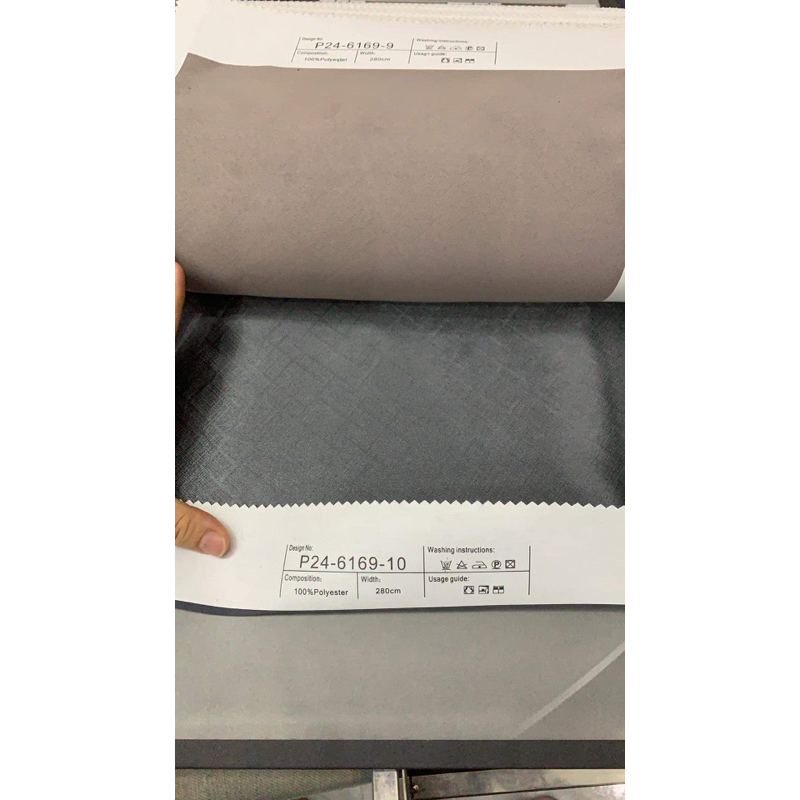 Design No:
P24-6169-9
Composition:
100%Polyester
Width:
280cm
Washing instructions:
Usage guide:
Design No:
P24-6169-10
Composition:
100%Polyester
Width:
280cm
Washing instructions:
Usage guide: